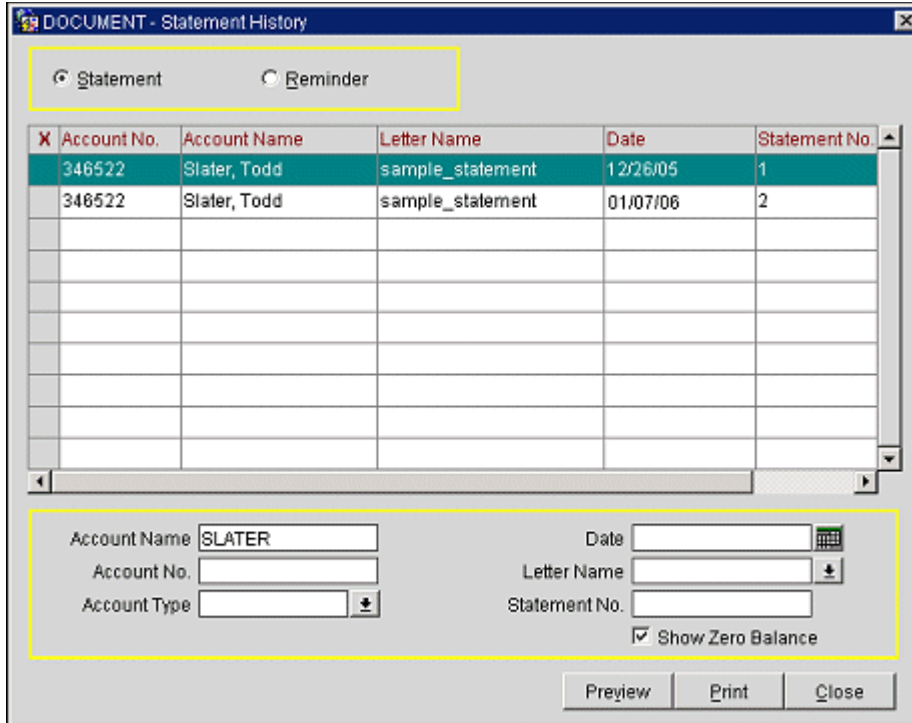 DOCUMENT - Statement History
Statement Reminder
X Account No. Account Name Letter Name Date Statement No.
346522 Slater, Todd sample_statement 12/26/05 1
346522 Slater, Todd sample_statement 01/07/06 2
Account Name SLATER Date
Account No. Letter Name
Account Type Statement No.
Show Zero Balance
Preview Print Close